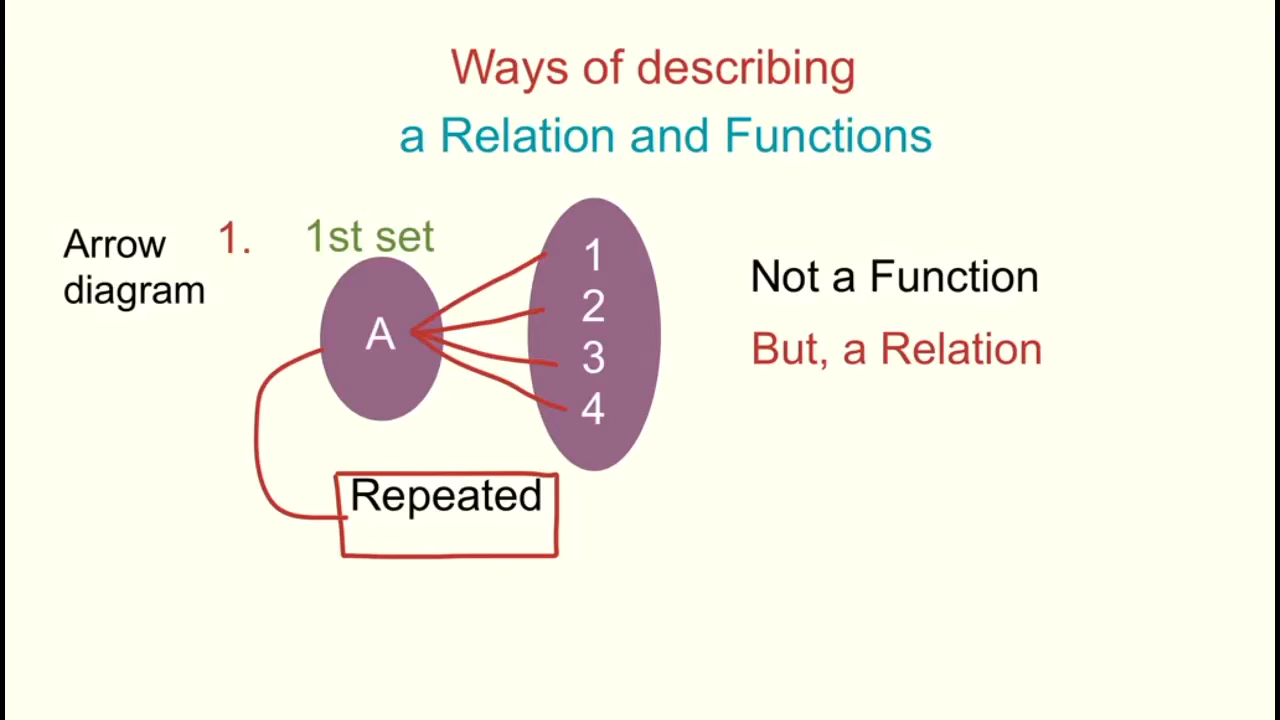 Ways of describing
a Relation and Functions
Arrow
diagram
1.
1st set
A
1
2
3
4
Not a Function
But, a Relation
Repeated